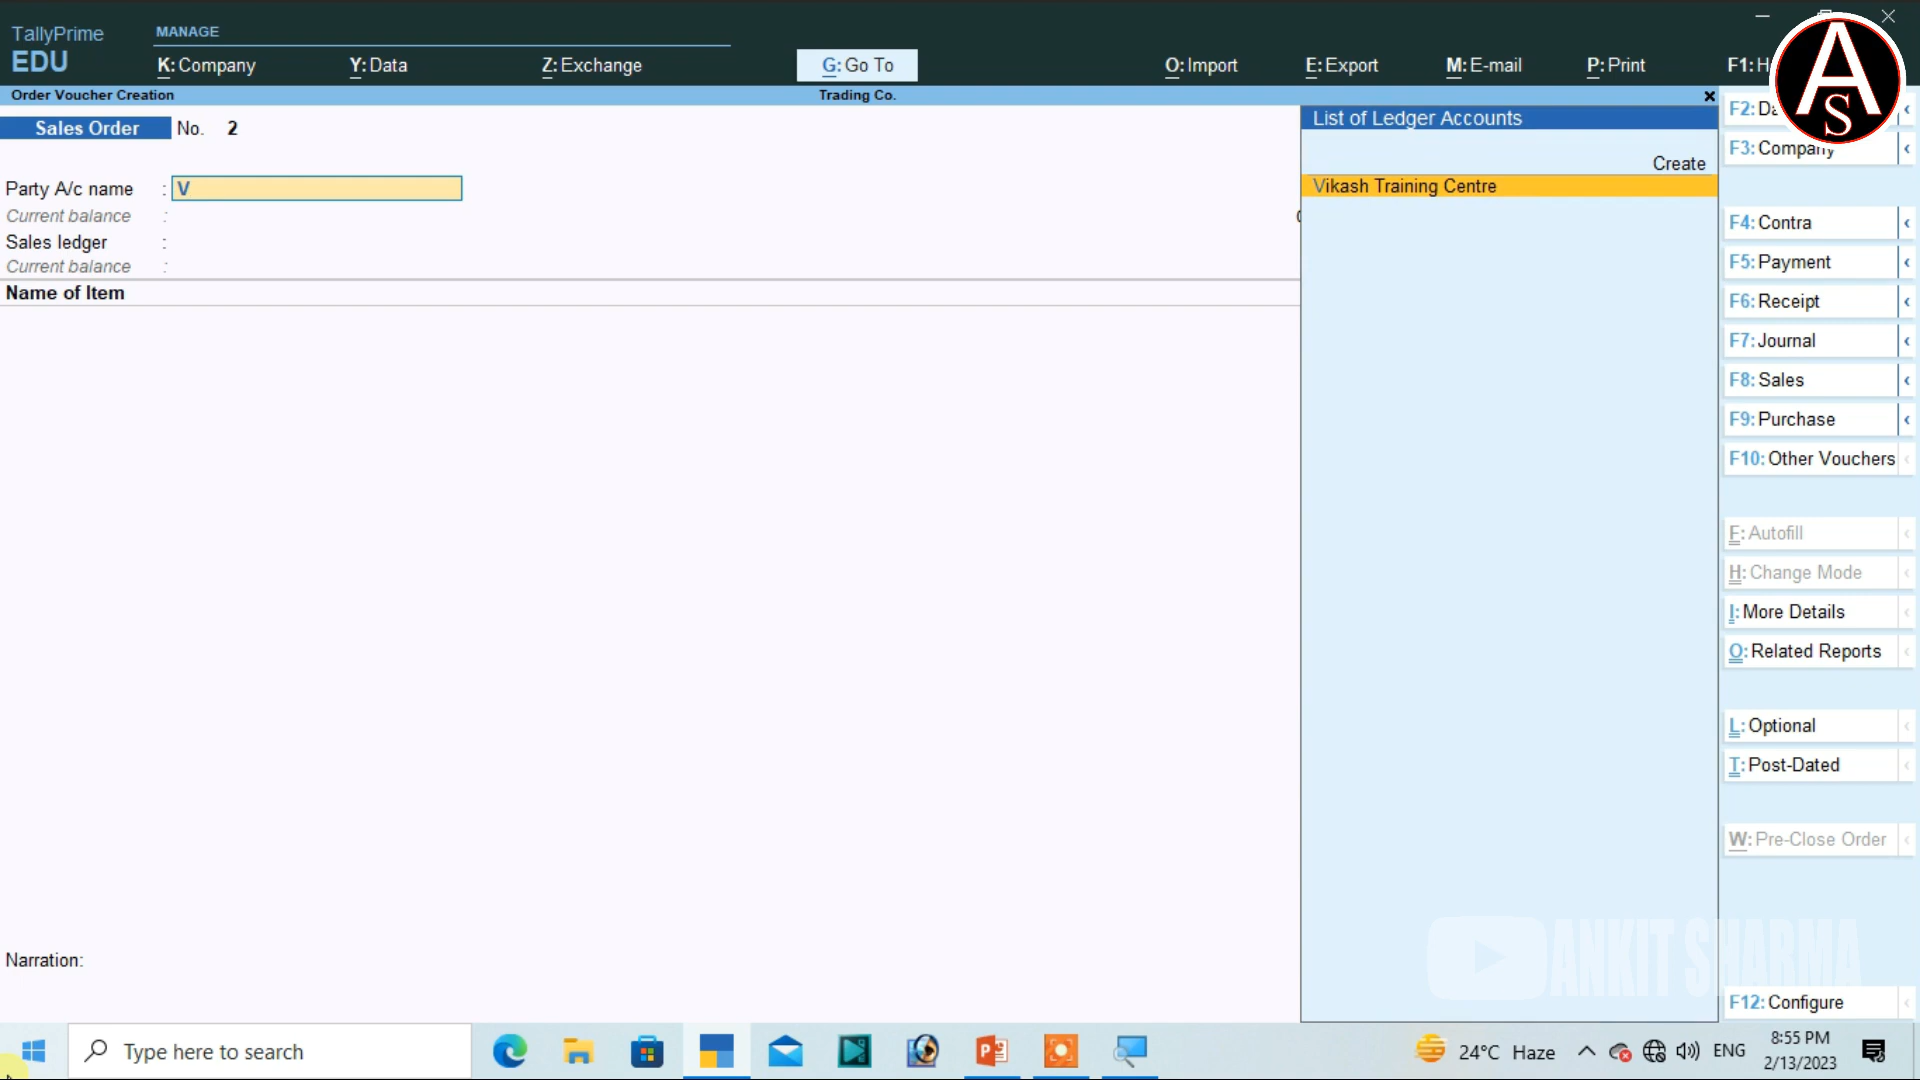 TallyPrime
EDU
MANAGE
K: Company
Y: Data
Z: Exchange
G: Go To
O: Import
E: Export
M: E-mail
P: Print
F1: H
Order Voucher Creation
Trading Co.
Sales Order No. 2
Party A/c name : V
Current balance :
Sales ledger :
Current balance :
Name of Item
Narration:
List of Ledger Accounts
Create
Vikash Training Centre
AS
F2: Da
F3: Company
F4: Contra
F5: Payment
F6: Receipt
F7: Journal
F8: Sales
F9: Purchase
F10: Other Vouchers
F: Autofill
H: Change Mode
I: More Details
O: Related Reports
L: Optional
T: Post-Dated
W: Pre-Close Order
ANKIT SHARMA
F12: Configure
Type here to search
24°C Haze
ENG
8:55 PM
2/13/2023